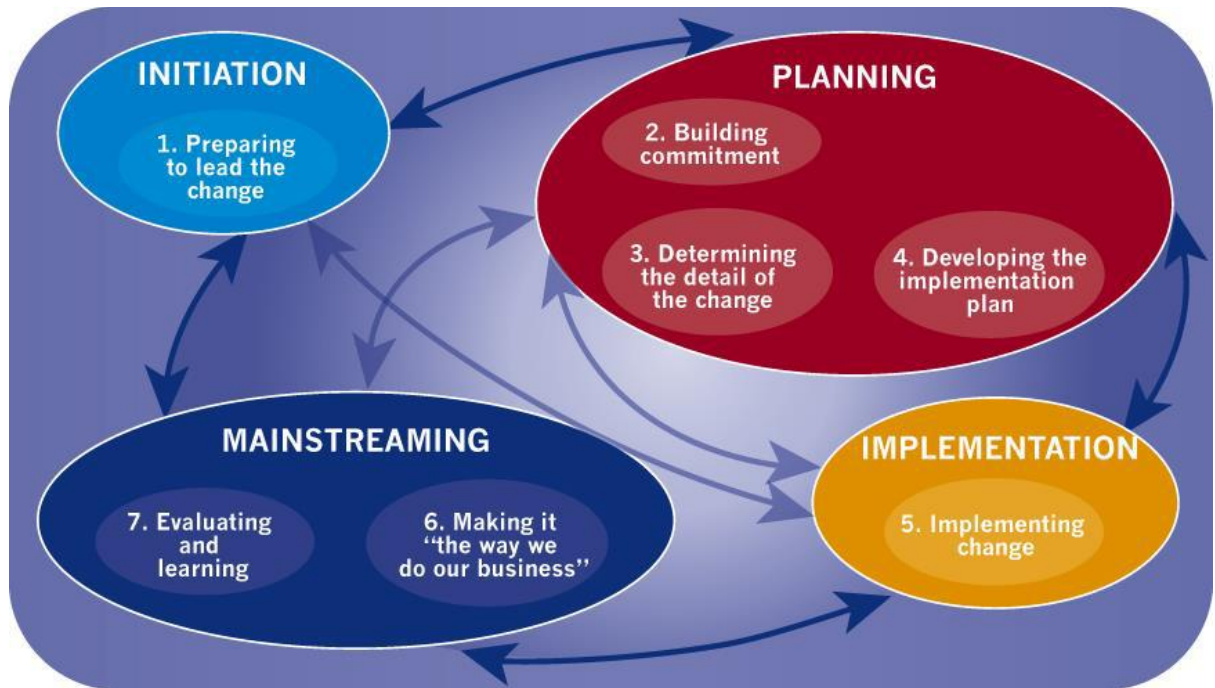 INITIATION
1. Preparing
to lead the
change
PLANNING
2. Building
commitment
3. Determining
the detail of
the change
4. Developing the
implementation
plan
MAINSTREAMING
7. Evaluating
and
learning
6. Making it
“the way we
do our business”
IMPLEMENTATION
5. Implementing
change